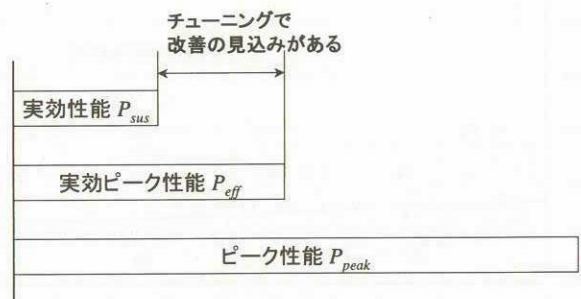 チューニングで
改善の見込みがある
実効性能 P_sus
実効ピーク性能 P_eff
ピーク性能 P_peak